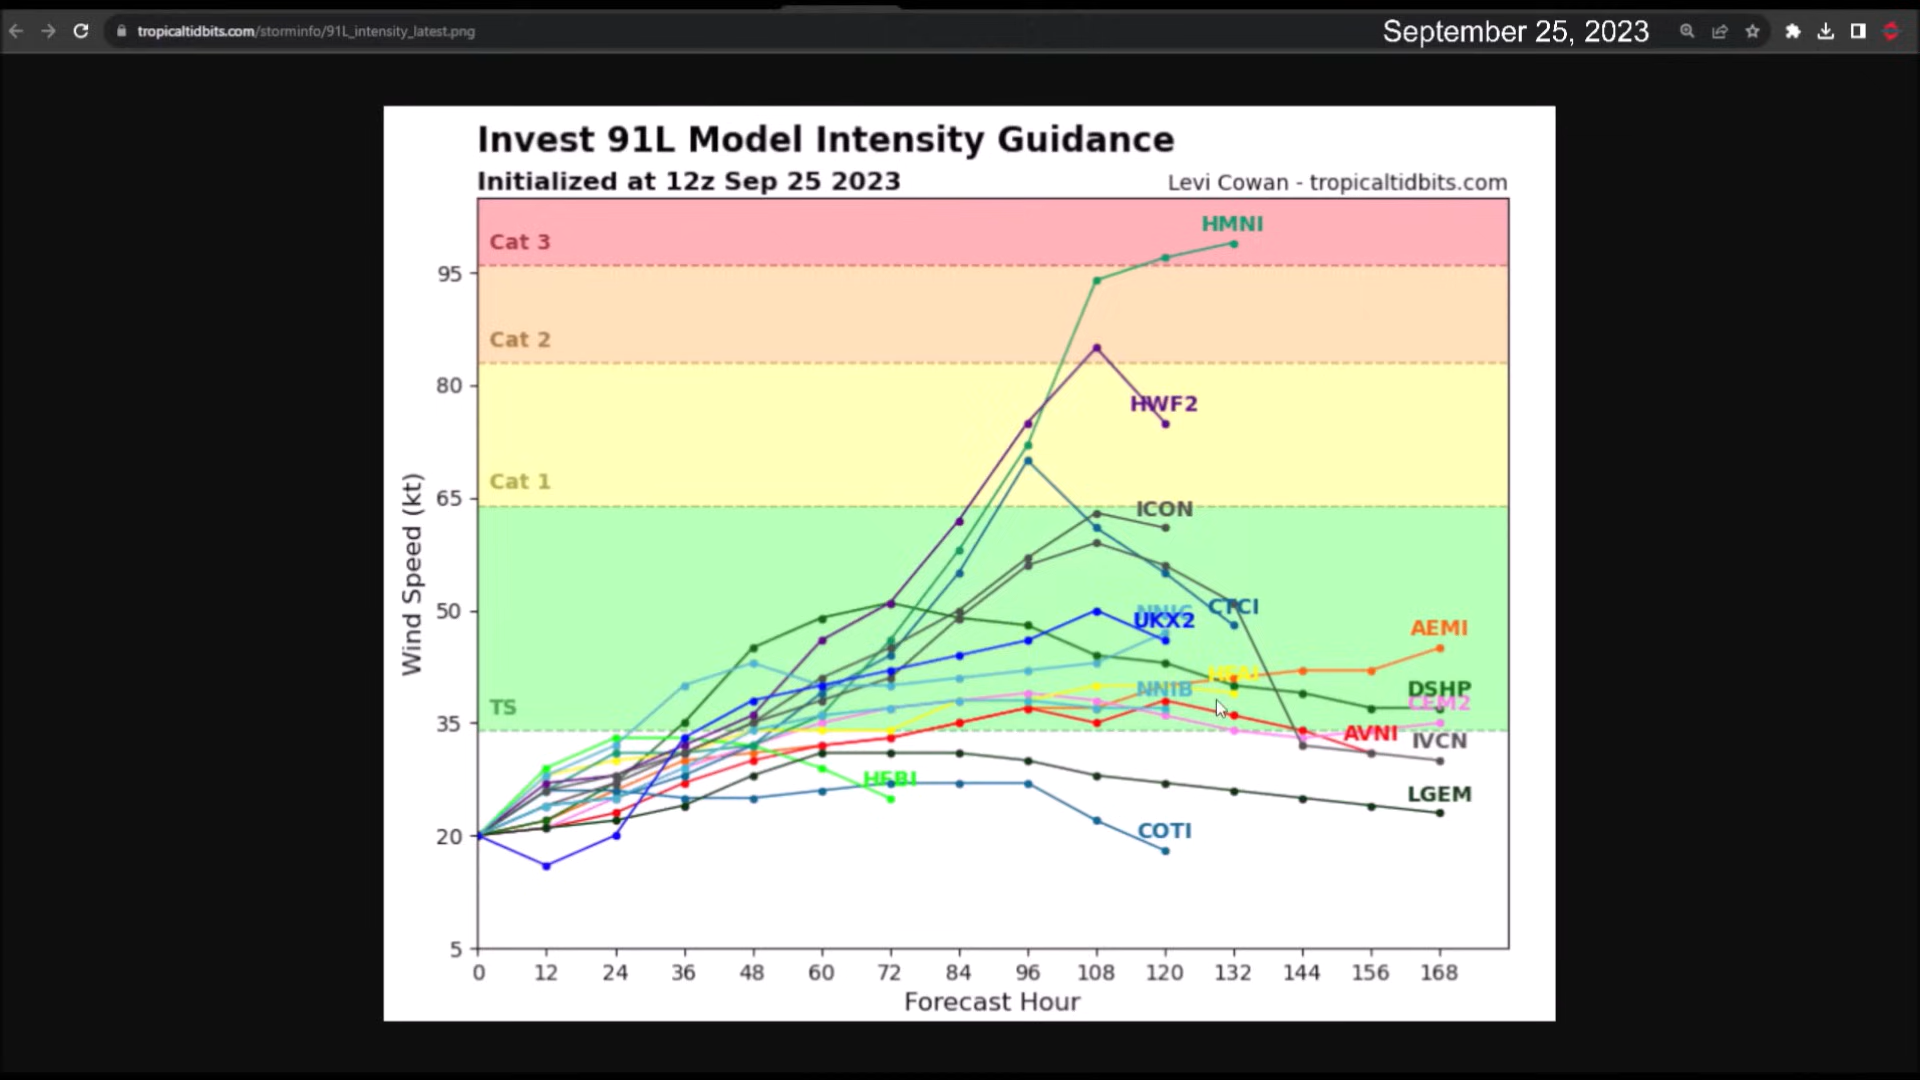 tropicaltidbits.com/storminfo/91L_intensity_latest.png
September 25, 2023
Invest 91L Model Intensity Guidance
Initialized at 12z Sep 25 2023
Levi Cowan - tropicaltidbits.com
HMNI
Cat 3
95
Cat 2
80
HWF2
Cat 1
65
ICON
Wind Speed (kt)
50
NNIC
CTCI
UKX2
AEMI
NNIB
DSHP
CEM2
TS
35
AVNI
IVCN
HEBI
LGEM
20
COTI
5
0 12 24 36 48 60 72 84 96 108 120 132 144 156 168
Forecast Hour